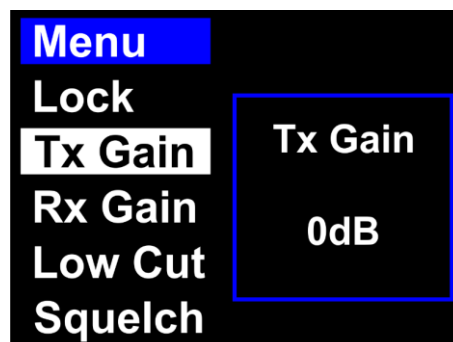 Menu
Lock
Tx Gain
Rx Gain
Low Cut
Squelch
Tx Gain
0dB